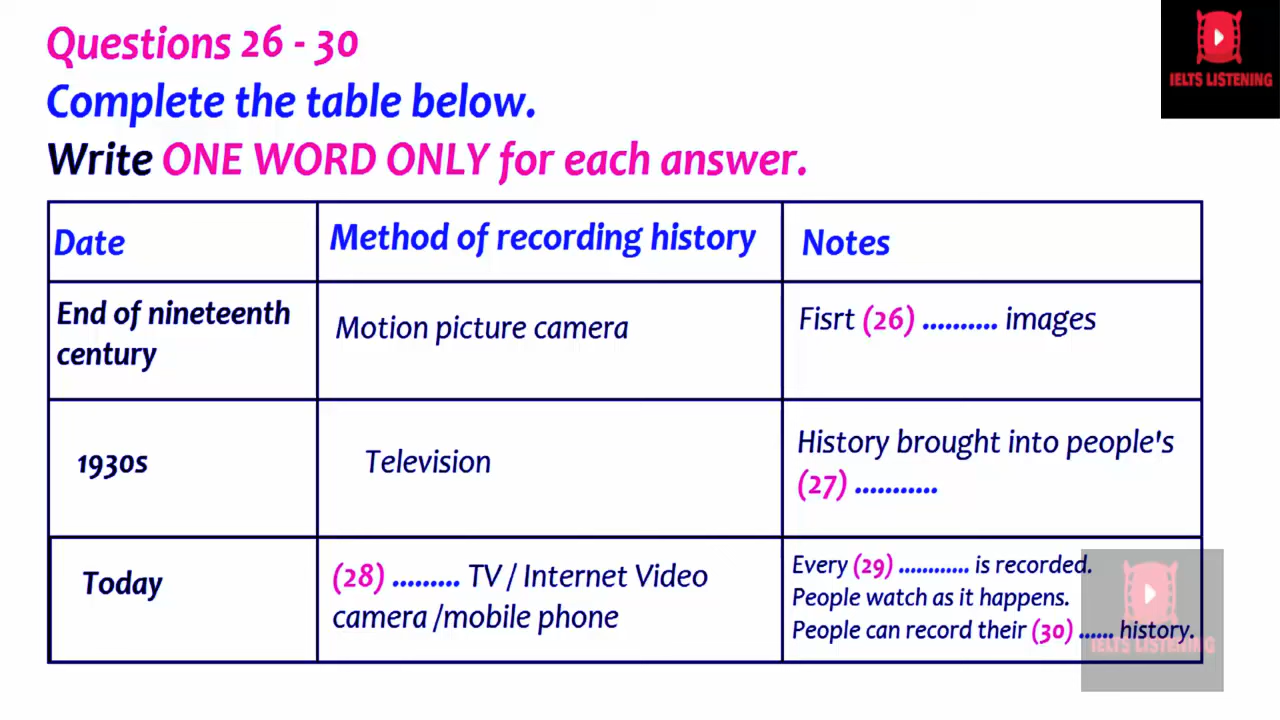 Questions 26 - 30
IELTS LISTENING
Complete the table below.
Write ONE WORD ONLY for each answer.
Date
Method of recording history
Notes
End of nineteenth
century
Motion picture camera
Fisrt (26) .......... images
1930s
Television
History brought into people's
(27) ...........
Today
(28) ......... TV / Internet Video
camera /mobile phone
Every (29) ............ is recorded.
People watch as it happens.
People can record their (30) ...... history.
IELTS LISTENING